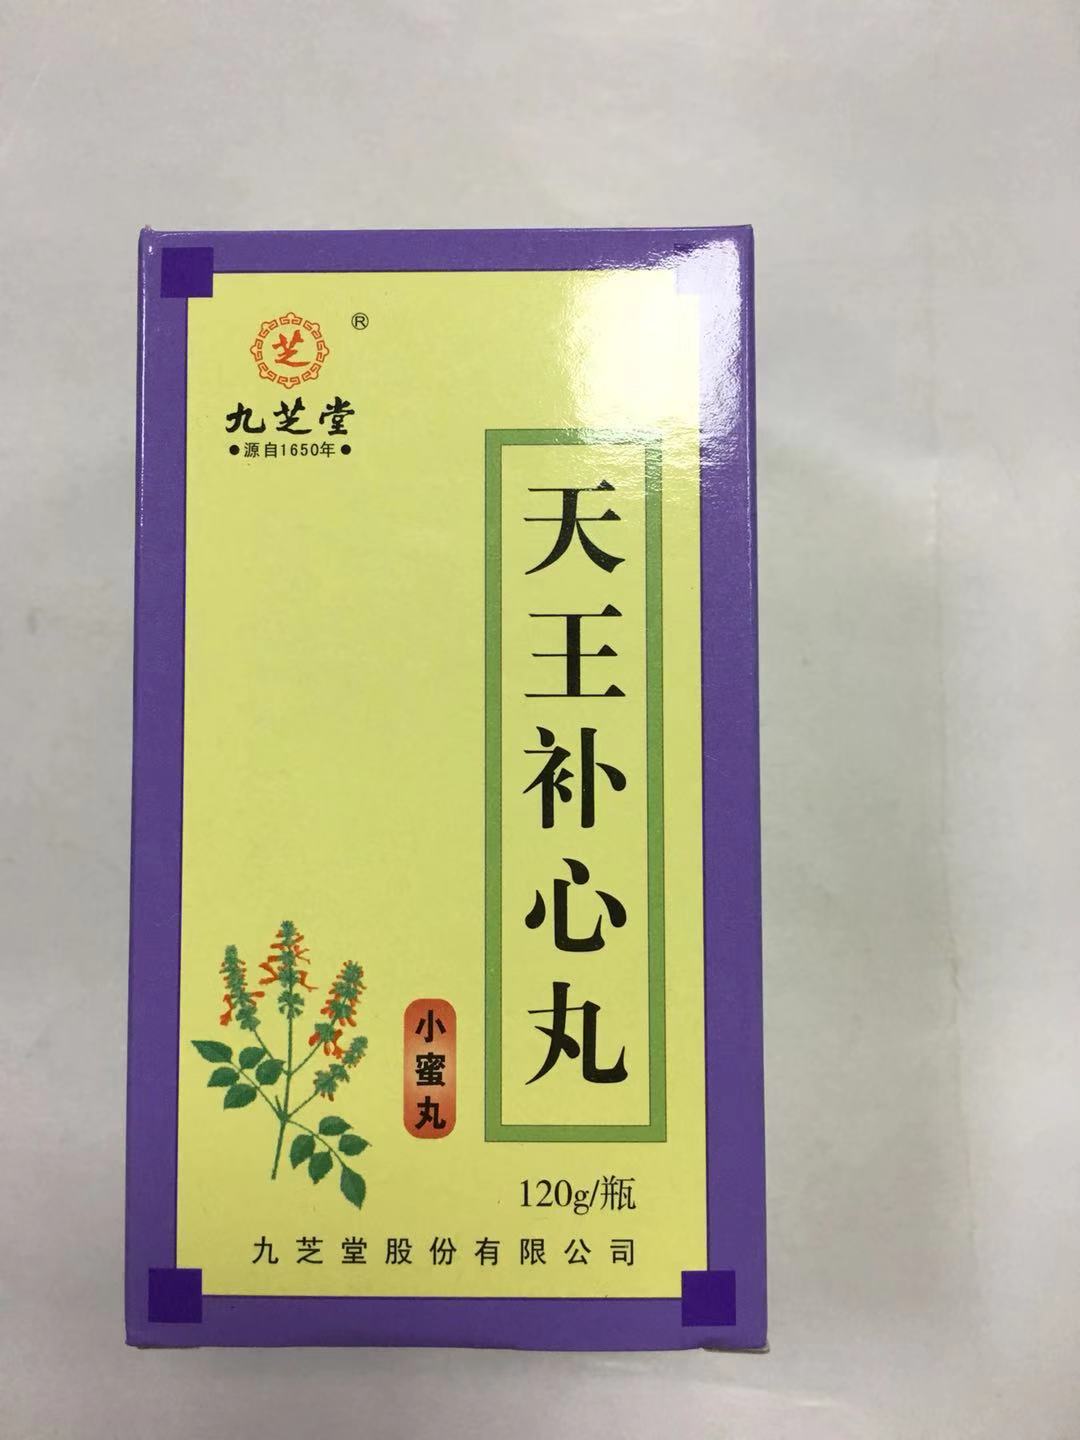 芝
®
九芝堂
●源自1650年●
天王补心丸
小蜜丸
120g/瓶
九芝堂股份有限公司